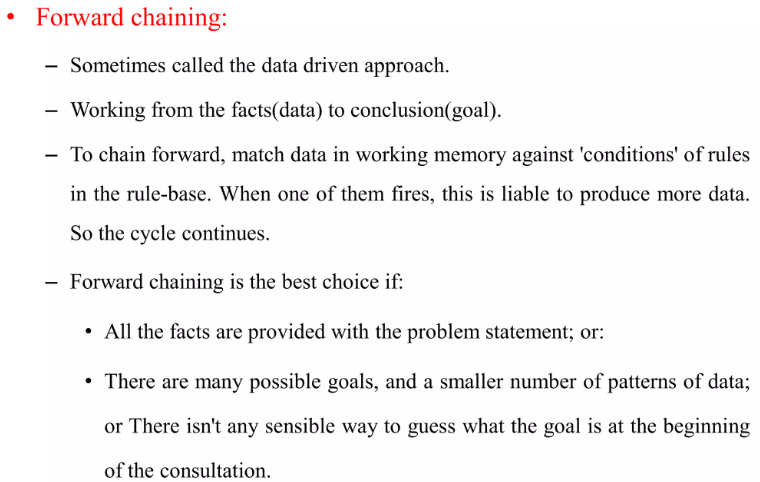 • Forward chaining:
– Sometimes called the data driven approach.
– Working from the facts(data) to conclusion(goal).
– To chain forward, match data in working memory against 'conditions' of rules
in the rule-base. When one of them fires, this is liable to produce more data.
So the cycle continues.
– Forward chaining is the best choice if:
• All the facts are provided with the problem statement; or:
• There are many possible goals, and a smaller number of patterns of data;
or There isn't any sensible way to guess what the goal is at the beginning
of the consultation.